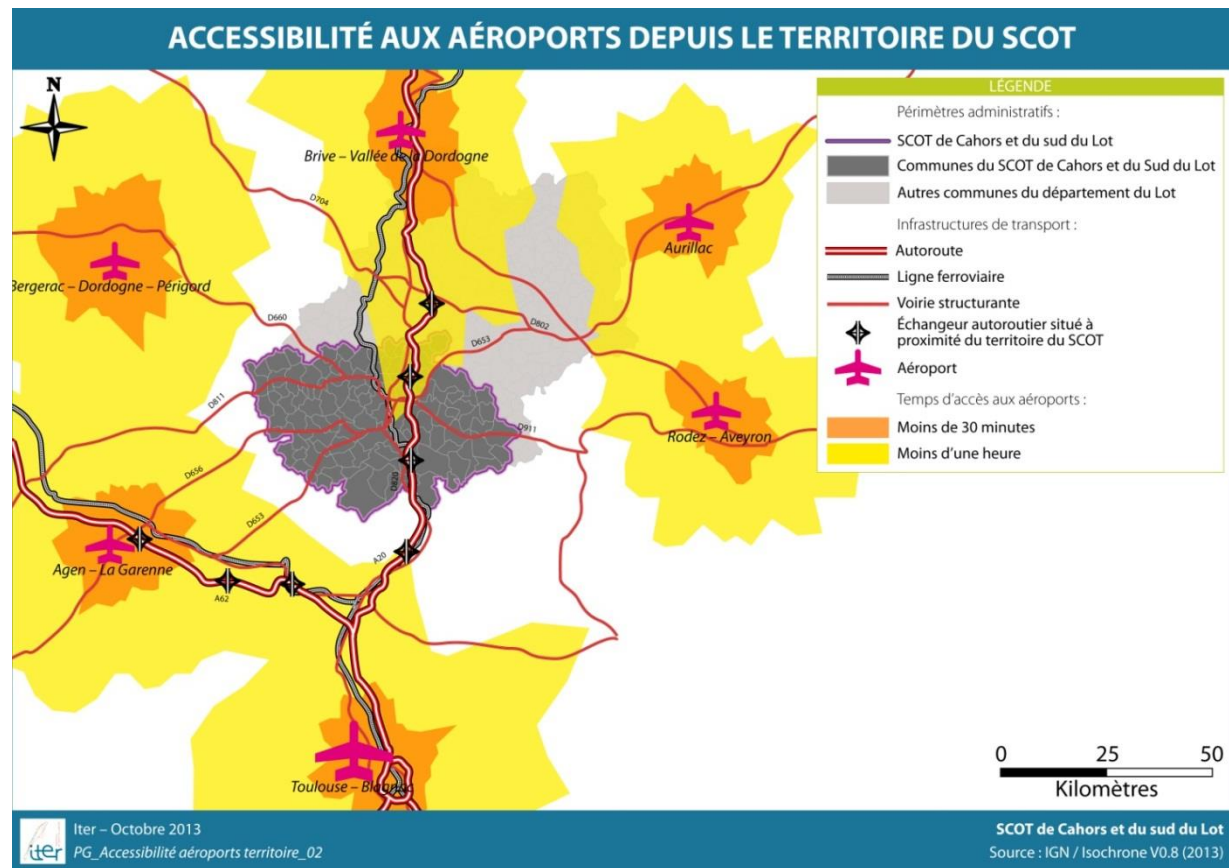 ACCESSIBILITÉ AUX AÉROPORTS DEPUIS LE TERRITOIRE DU SCOT
N
Brive – Vallée de la Dordogne
D704
Bergerac – Dordogne – Périgord
Aurillac
D660
D802
D653
D811
D911
Rodez – Aveyron
D656
D820
D653
A20
Agen – La Garenne
A62
Toulouse – Blagnac
LÉGENDE
Périmètres administratifs :
SCOT de Cahors et du sud du Lot
Communes du SCOT de Cahors et du Sud du Lot
Autres communes du département du Lot
Infrastructures de transport :
Autoroute
Ligne ferroviaire
Voirie structurante
Échangeur autoroutier situé à
proximité du territoire du SCOT
Aéroport
Temps d'accès aux aéroports :
Moins de 30 minutes
Moins d'une heure
0 25 50
Kilomètres
iter
Iter – Octobre 2013
PG_Accessibilité aéroports territoire_02
SCOT de Cahors et du sud du Lot
Source : IGN / Isochrone V0.8 (2013)